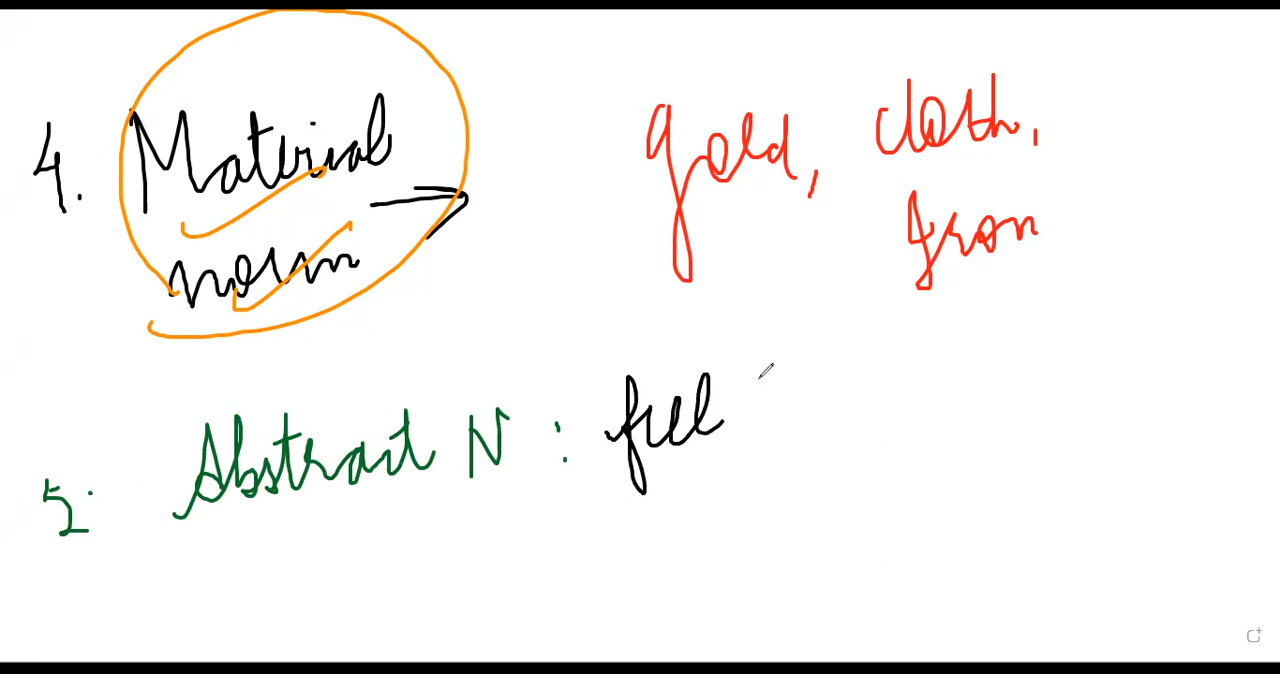 4. Material → gold, cloth,
noun Iron
5. Abstract N : feel